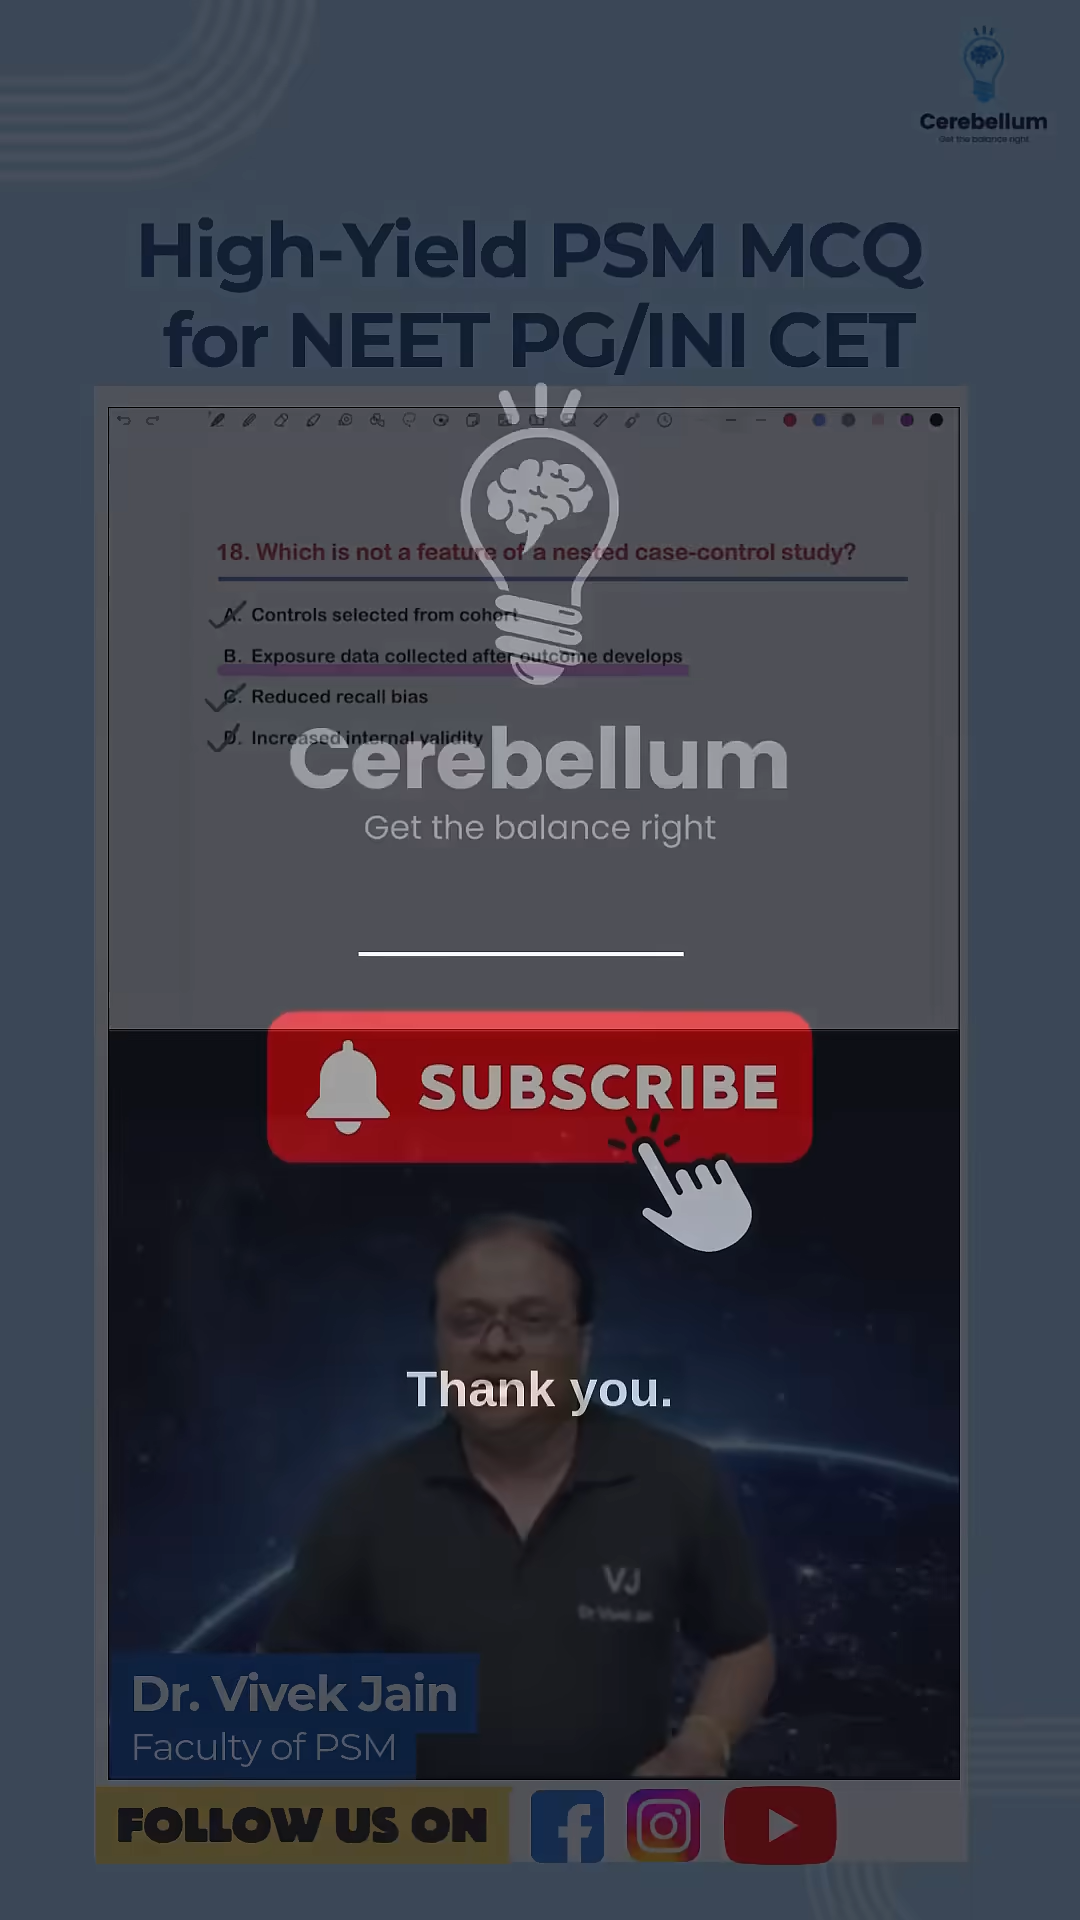 Cerebellum
Get the balance right
High-Yield PSM MCQ
for NEET PG/INI CET
18. Which is not a feature of a nested case-control study?
A. Controls selected from cohort
B. Exposure data collected after outcome develops
C. Reduced recall bias
D. Increased internal validity
Cerebellum
Get the balance right
SUBSCRIBE
Thank you.
VJ
Dr Vivek Jain
Dr. Vivek Jain
Faculty of PSM
FOLLOW US ON